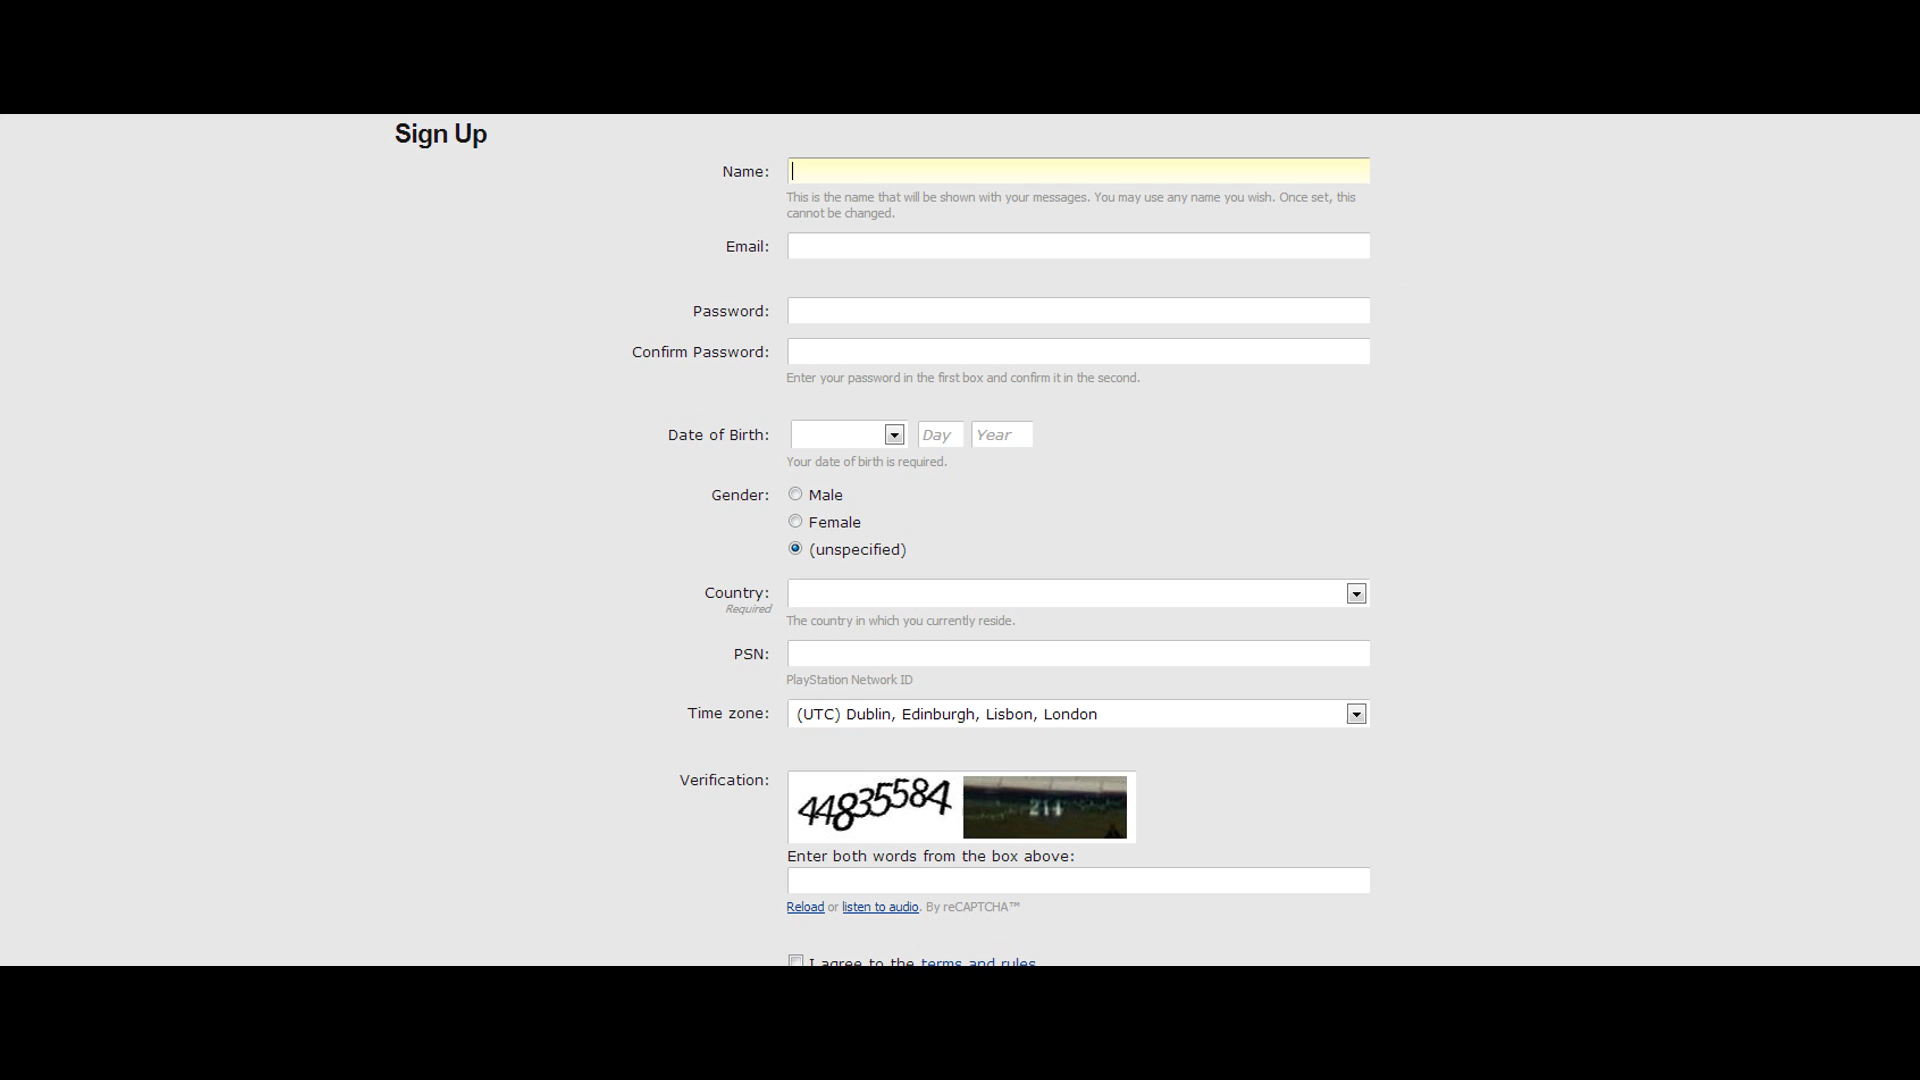 Sign Up
Name:
This is the name that will be shown with your messages. You may use any name you wish. Once set, this
cannot be changed.
Email:
Password:
Confirm Password:
Enter your password in the first box and confirm it in the second.
Date of Birth: Day Year
Your date of birth is required.
Gender: Male
Female
(unspecified)
Country:
Required
The country in which you currently reside.
PSN:
PlayStation Network ID
Time zone: (UTC) Dublin, Edinburgh, Lisbon, London
Verification: 44835584 214
Enter both words from the box above:
Reload or listen to audio. By reCAPTCHA™
I agree to the terms and rules